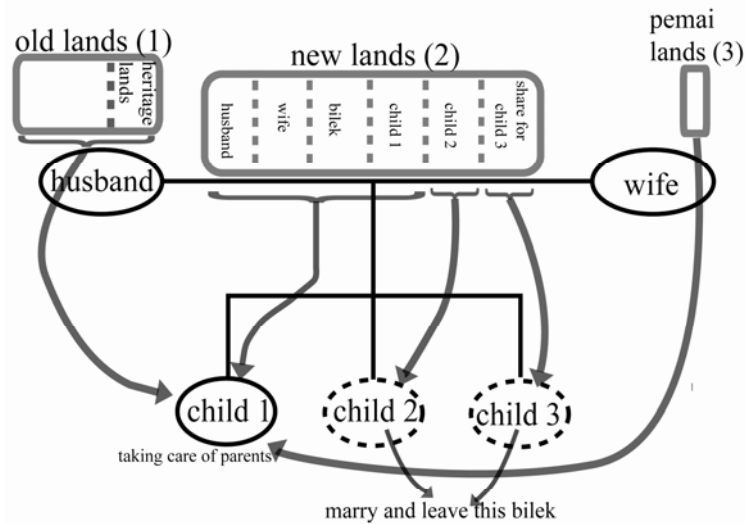 old lands (1)
heritage
lands
new lands (2)
husband
wife
bilek
child 1
child 2
share for
child 3
pemai
lands (3)
husband
wife
child 1
child 2
child 3
taking care of parents
marry and leave this bilek